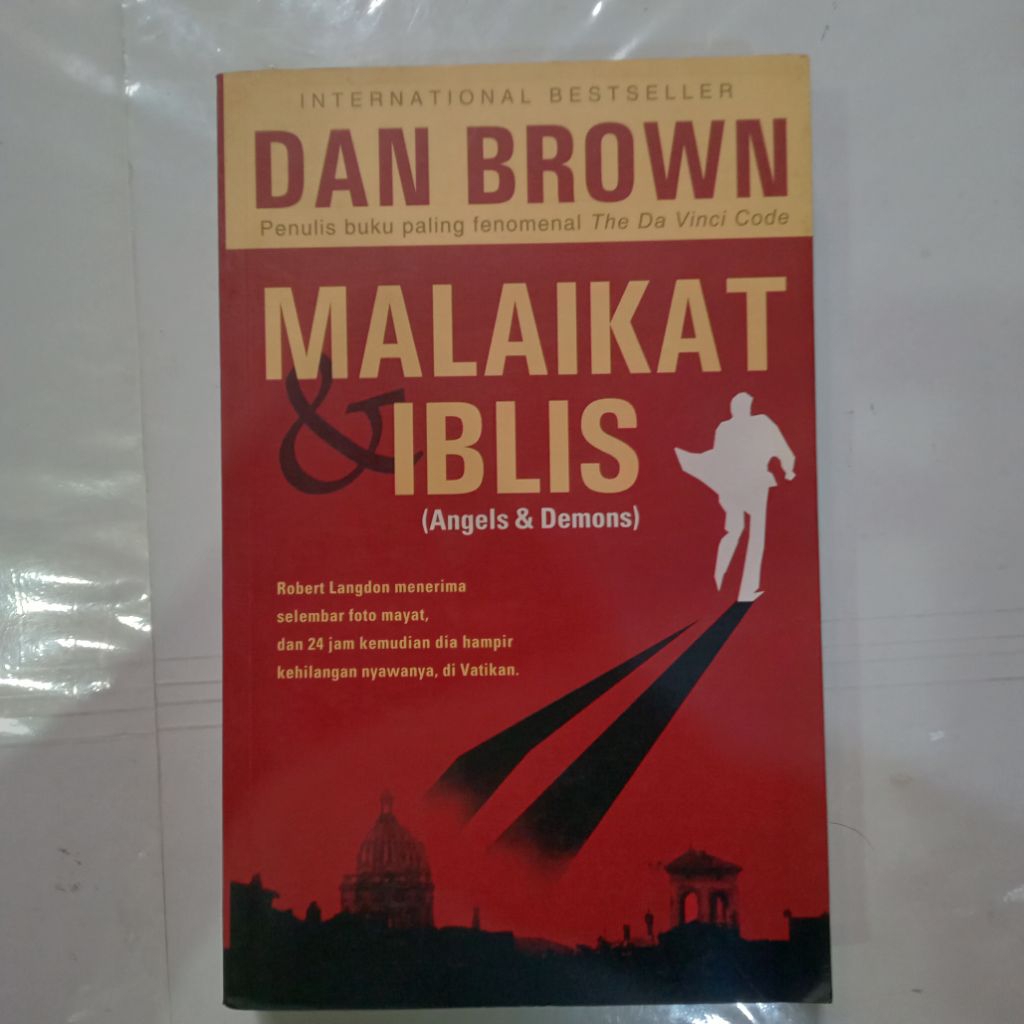 INTERNATIONAL BESTSELLER
DAN BROWN
Penulis buku paling fenomenal The Da Vinci Code
MALAIKAT
& IBLIS
(Angels & Demons)
Robert Langdon menerima
selembar foto mayat,
dan 24 jam kemudian dia hampir
kehilangan nyawanya, di Vatikan.